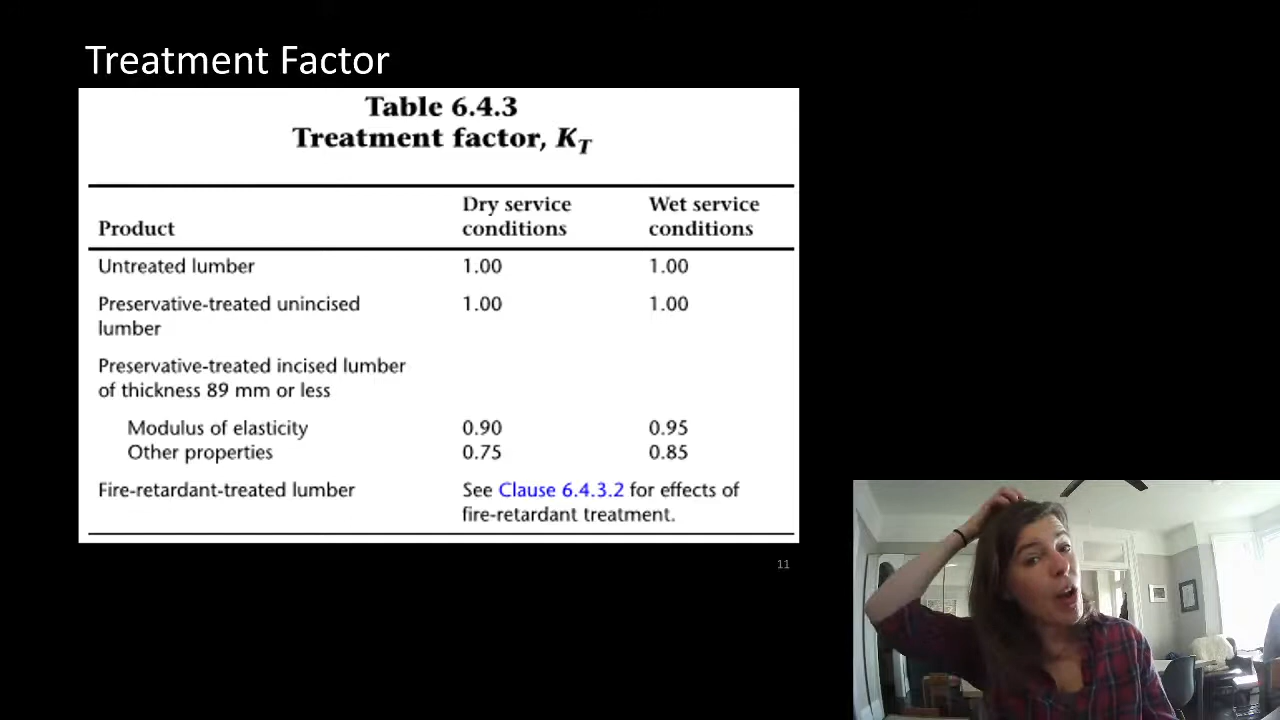 Treatment Factor
Table 6.4.3
Treatment factor, K_T
Product
Dry service
conditions
Wet service
conditions
Untreated lumber 1.00 1.00
Preservative-treated unincised 1.00 1.00
lumber
Preservative-treated incised lumber
of thickness 89 mm or less
Modulus of elasticity 0.90 0.95
Other properties 0.75 0.85
Fire-retardant-treated lumber See Clause 6.4.3.2 for effects of
fire-retardant treatment.
11